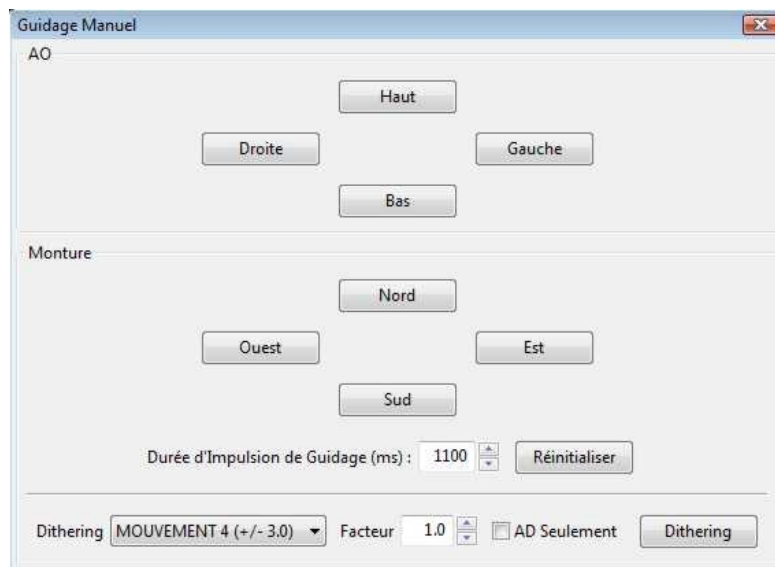 Guidage Manuel
AO
Haut
Droite Gauche
Bas
Monture
Nord
Ouest Est
Sud
Durée d'Impulsion de Guidage (ms) : 1100 Réinitialiser
Dithering MOUVEMENT 4 (+/- 3.0) Facteur 1.0 AD Seulement Dithering